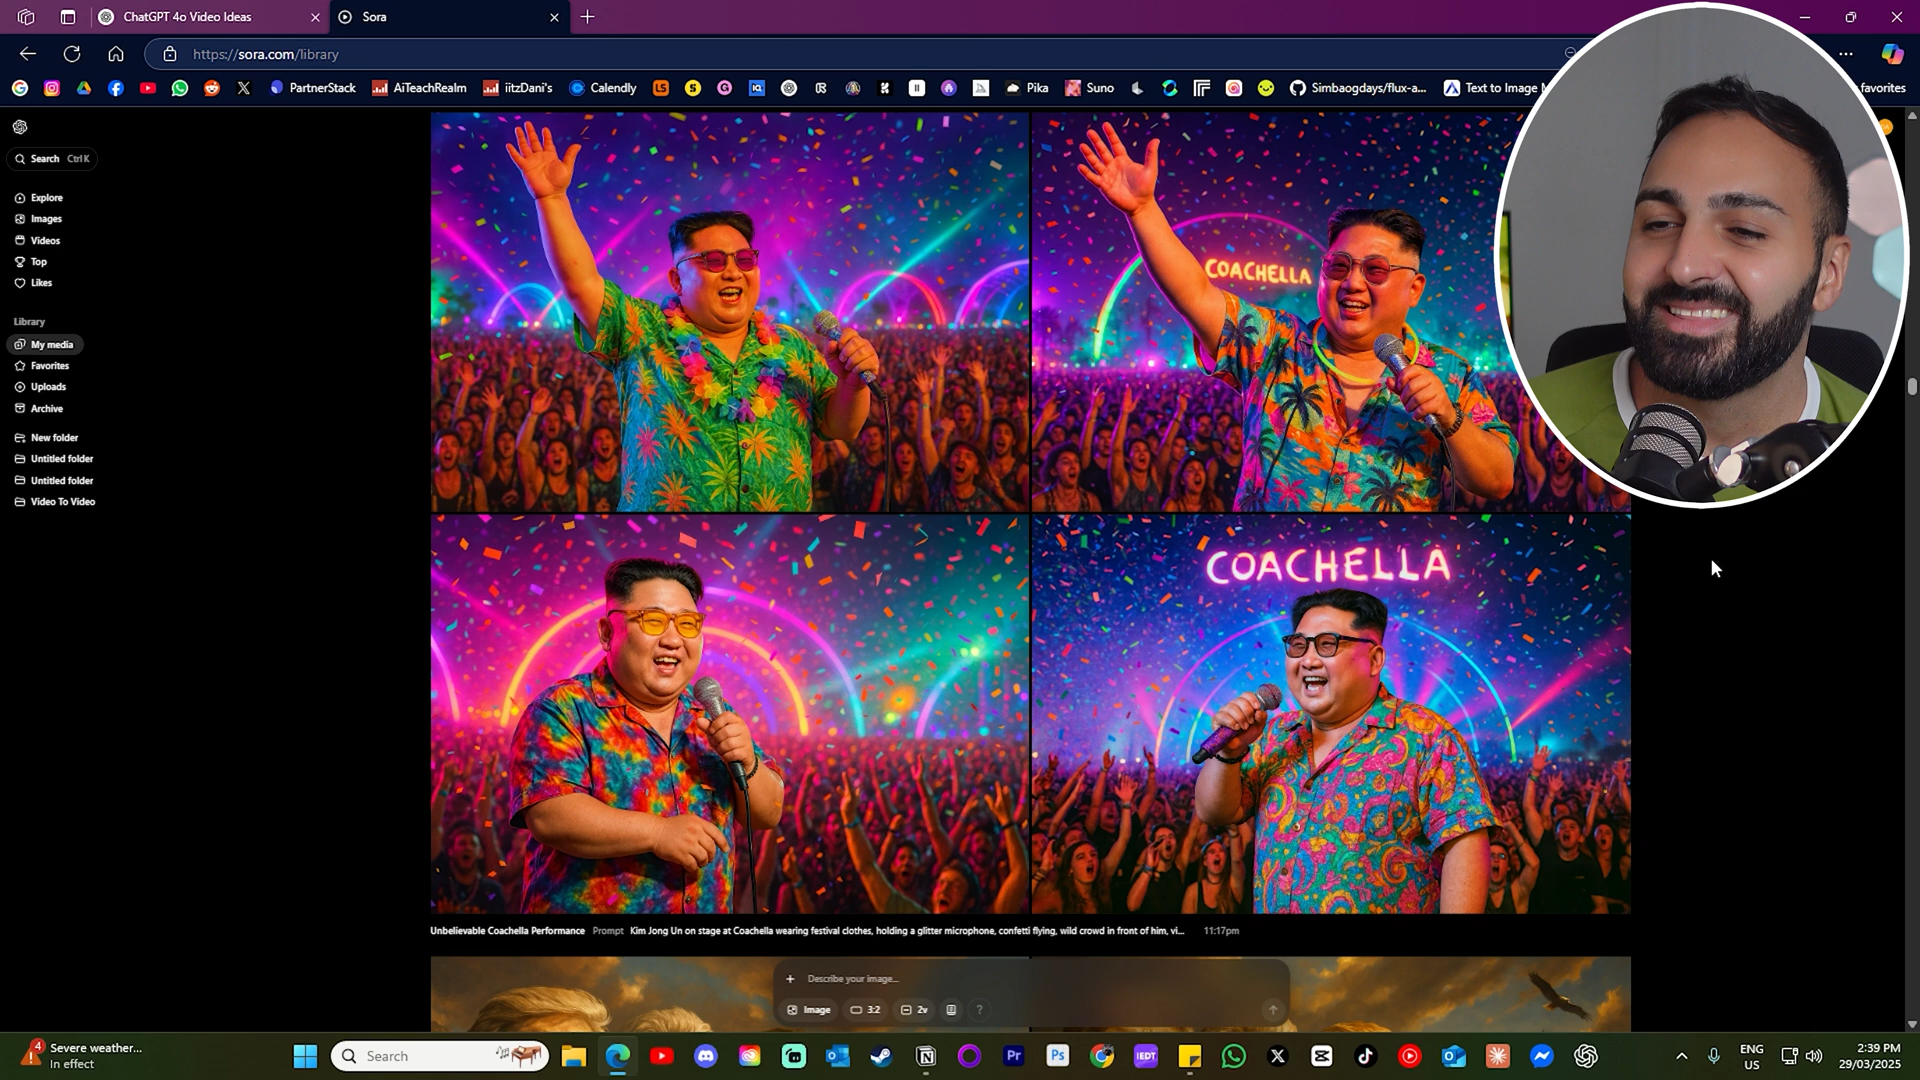 ChatGPT 4o Video Ideas
Sora
https://sora.com/library
PartnerStack
AiTeachRealm
iitzDani's
Calendly
Pika
Suno
Simbaogdays/flux-a...
Text to Image
favorites
Search Ctrl K
Explore
Images
Videos
Top
Likes
Library
My media
Favorites
Uploads
Archive
New folder
Untitled folder
Untitled folder
Video To Video
COACHELLA
COACHELLA
Unbelievable Coachella Performance Prompt Kim Jong Un on stage at Coachella wearing festival clothes, holding a glitter microphone, confetti flying, wild crowd in front of him, vi... 11:17pm
Describe your image...
Image 3:2 2v ?
4
Severe weather...
In effect
Search
IEDT
Pr
Ps
ENG
US
2:39 PM
29/03/2025